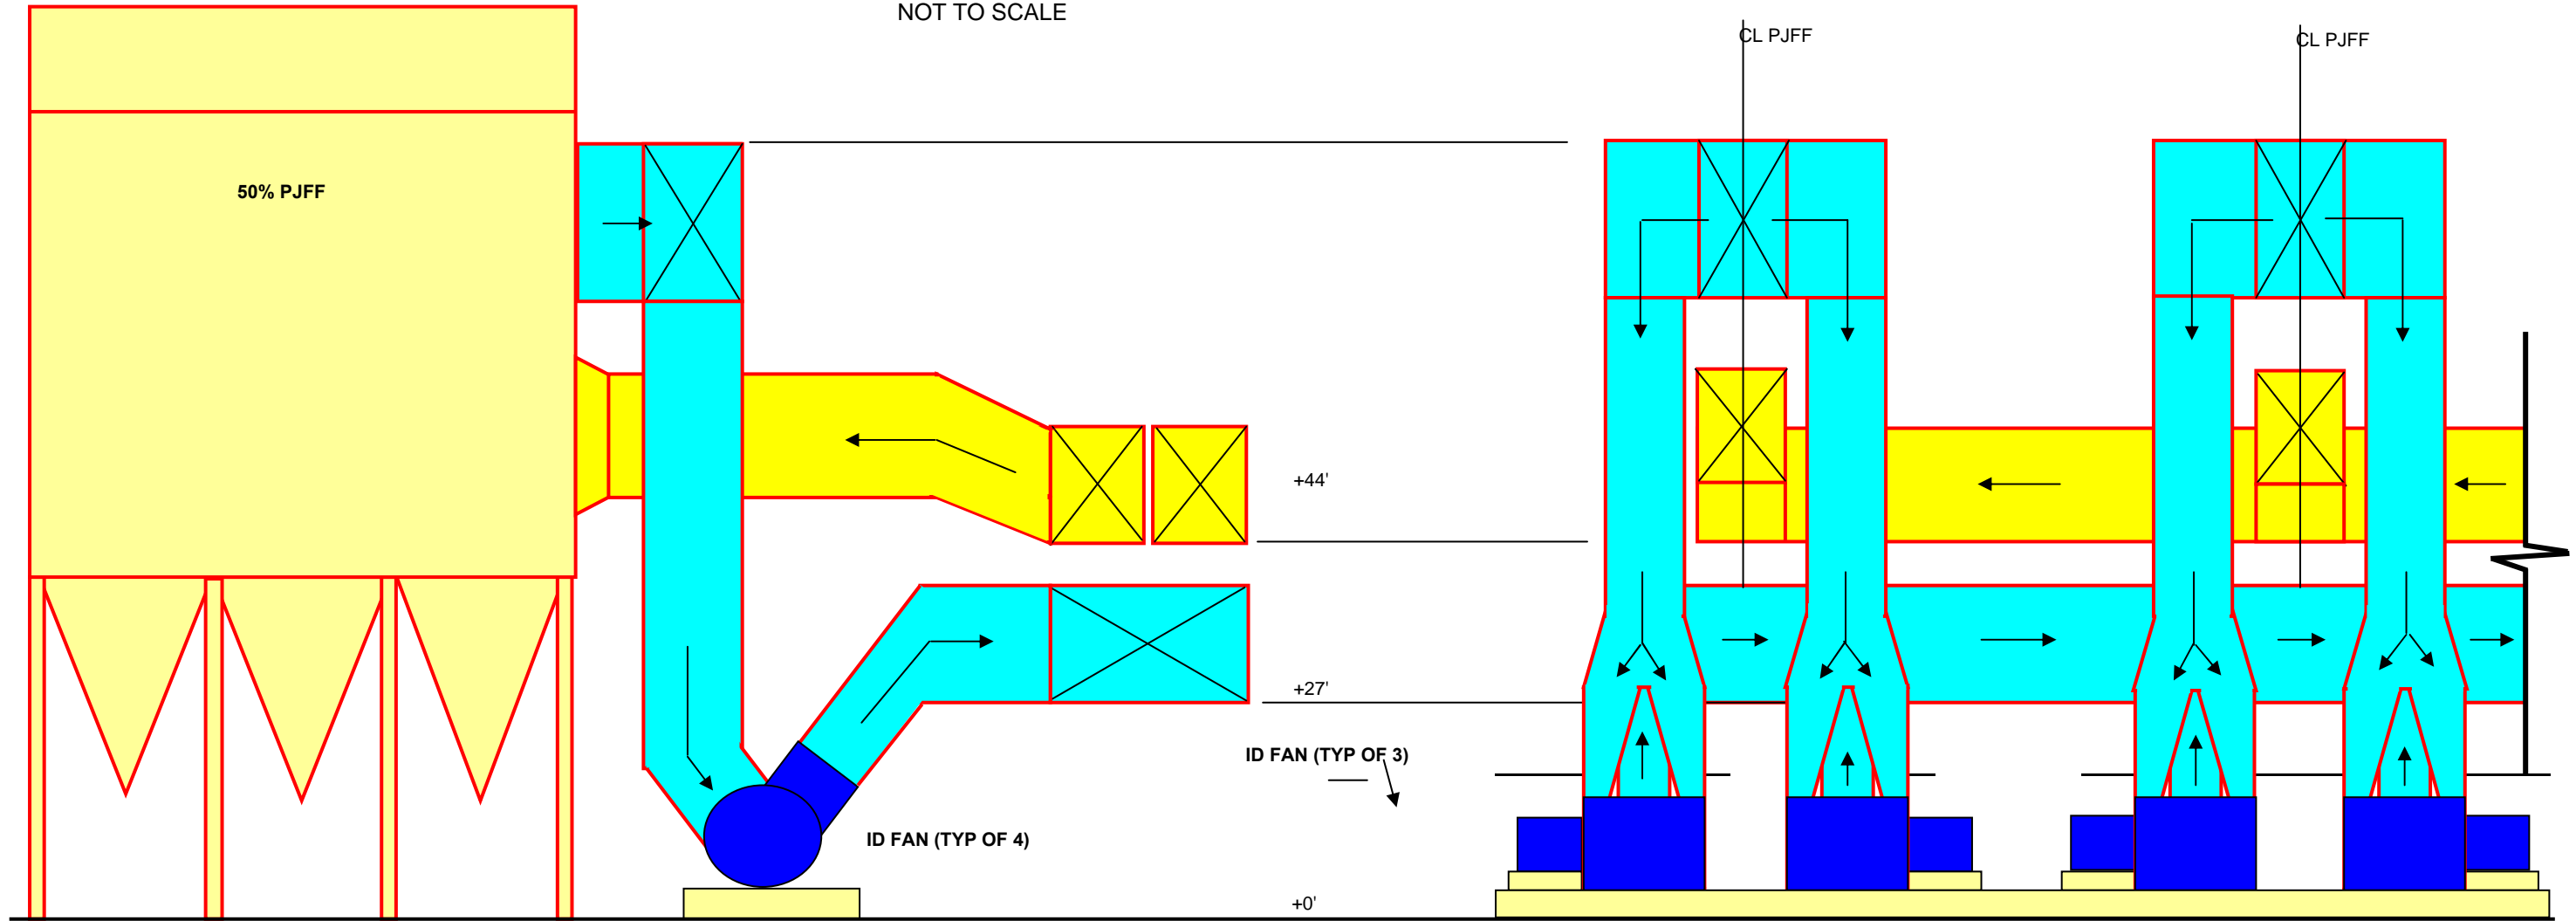 NOT TO SCALE
CL PJFF
CL PJFF
50% PJFF
+44'
+27'
ID FAN (TYP OF 3)
ID FAN (TYP OF 4)
+0'